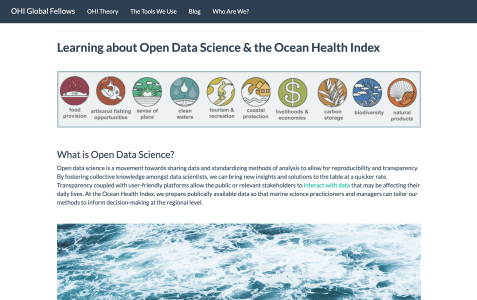 OHI Global Fellows OHI Theory The Tools We Use Blog Who Are We?
Learning about Open Data Science & the Ocean Health Index
food provision
artisanal fishing opportunities
sense of place
clean waters
tourism & recreation
coastal protection
livelihoods & economies
carbon storage
biodiversity
natural products
What is Open Data Science?
Open data science is a movement towards sharing data and standardizing methods of analysis to allow for reproducibility and transparency.
By fostering collective knowledge amongst data scientists, we can bring new insights and solutions to the table at a quicker rate.
Transparency coupled with user-friendly platforms allow the public or relevant stakeholders to interact with data that may be affecting their
daily lives. At the Ocean Health Index, we prepare publically available data so that marine science practicioners and managers can tailor our
methods to inform decision-making at the regional level.